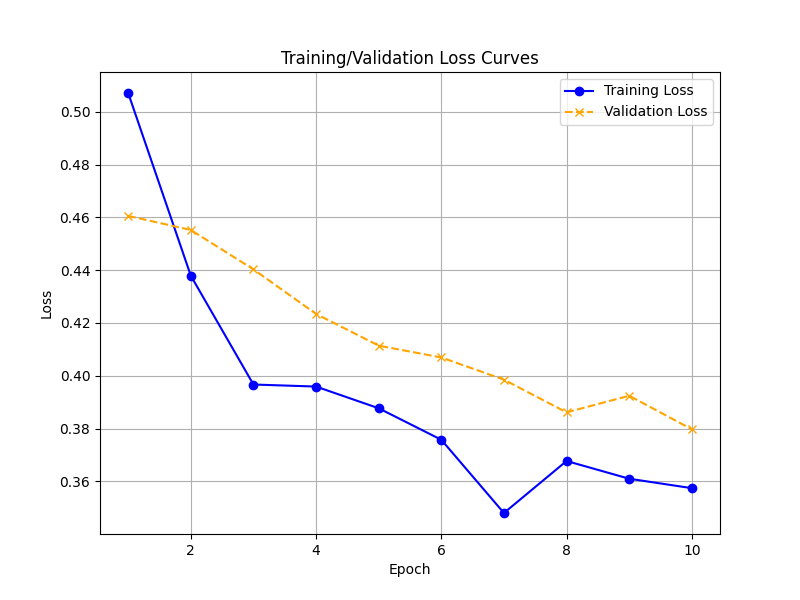 Training/Validation Loss Curves
Training Loss
Validation Loss
0.50
0.48
0.46
0.44
0.42
0.40
0.38
0.36
Loss
2 4 6 8 10
Epoch